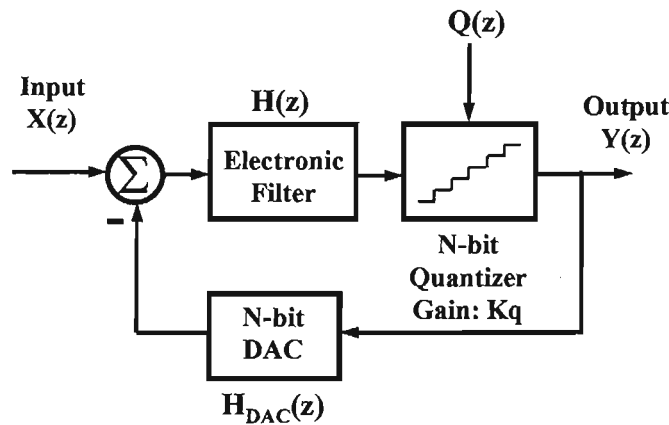 Q(z)
Input
X(z)
H(z)
Output
Y(z)
Σ
Electronic
Filter
−
N-bit
Quantizer
Gain: Kq
N-bit
DAC
H_DAC(z)